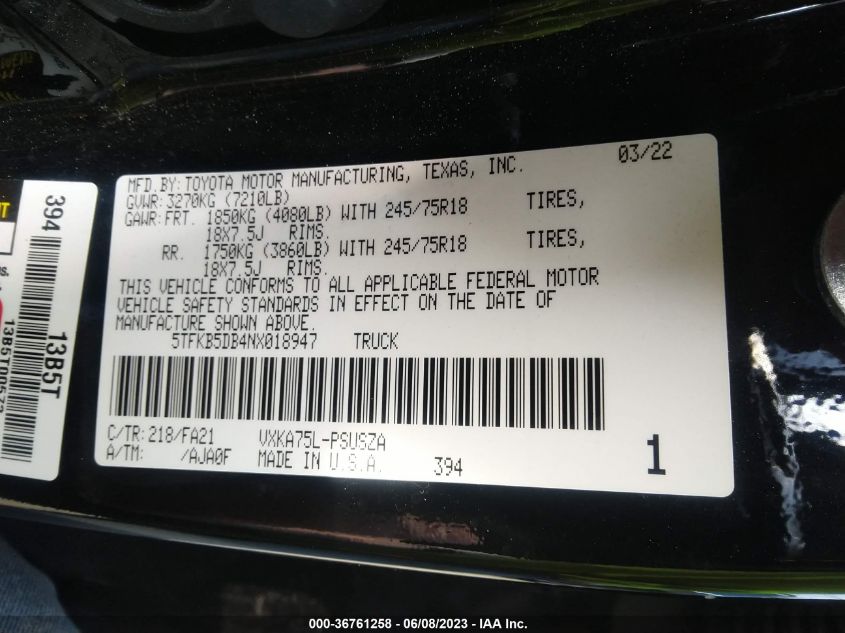 MFD.BY:TOYOTA MOTOR MANUFACTURING, TEXAS, INC. 03/22
GVWR:3270KG (7210LB)
GAWR:FRT. 1850KG (4080LB) WITH 245/75R18 TIRES,
18X7.5J RIMS.
RR. 1750KG (3860LB) WITH 245/75R18 TIRES,
18X7.5J RIMS.
THIS VEHICLE CONFORMS TO ALL APPLICABLE FEDERAL MOTOR
VEHICLE SAFETY STANDARDS IN EFFECT ON THE DATE OF
MANUFACTURE SHOWN ABOVE.
5TFKB5DB4NX018947 TRUCK
C/TR:218/FA21 VXKA75L-PSUSZA
A/TM: /AJA0F MADE IN U.S.A. 394 1
394
13B5T
000-36761258 - 06/08/2023 - IAA Inc.